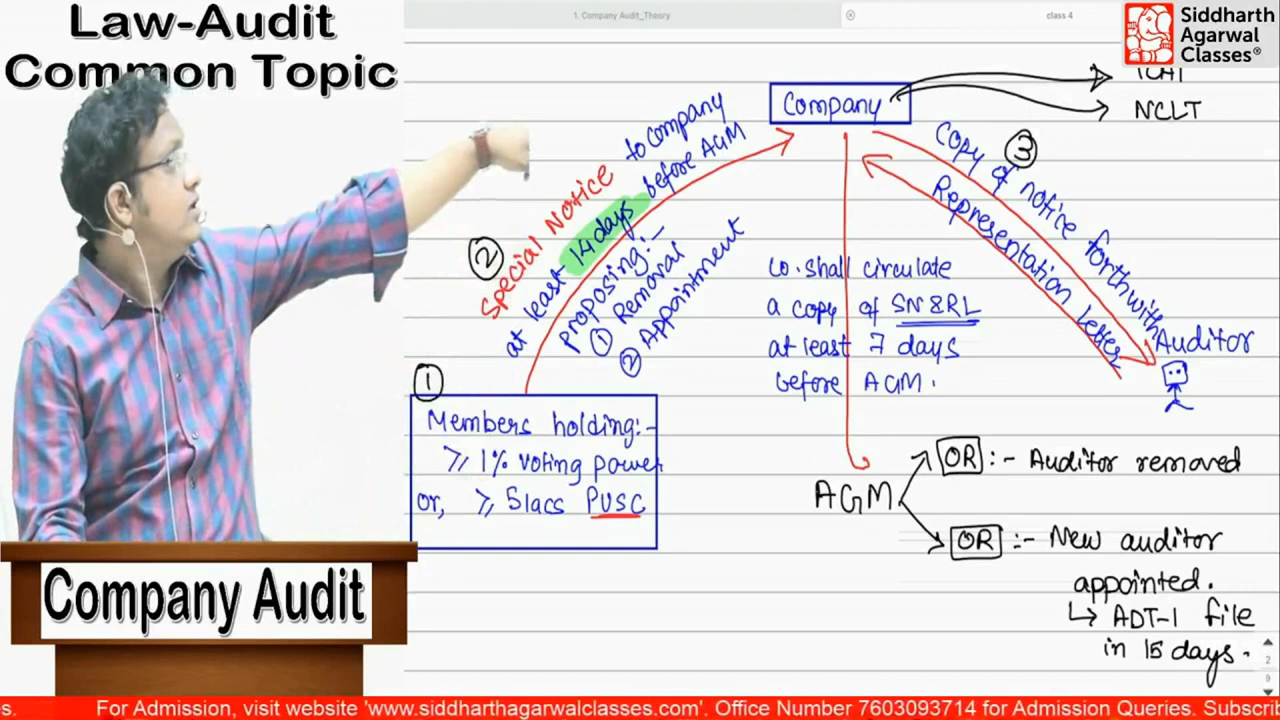 Law-Audit
Common Topic
1. Company Audit_Theory
class 4
Siddharth
Agarwal
Classes®
Company
ICAI
NCLT
②
Special Notice to Company
at least 14 days before AGM
proposing:-
① Removal
② Appointment
③
Copy of notice forthwith
Representation letter
Auditor
Co. shall circulate
a copy of SN & RL
at least 7 days
before AGM.
①
Members holding:-
≥ 1% voting power
or, ≥ 5lacs PUSC
AGM
OR :- Auditor removed
OR :- New auditor
appointed.
↳ ADT-1 file
in 15 days.
Company Audit
2
9
s. For Admission, visit website 'www.siddharthagarwalclasses.com'. Office Number 7603093714 for Admission Queries. Subscri